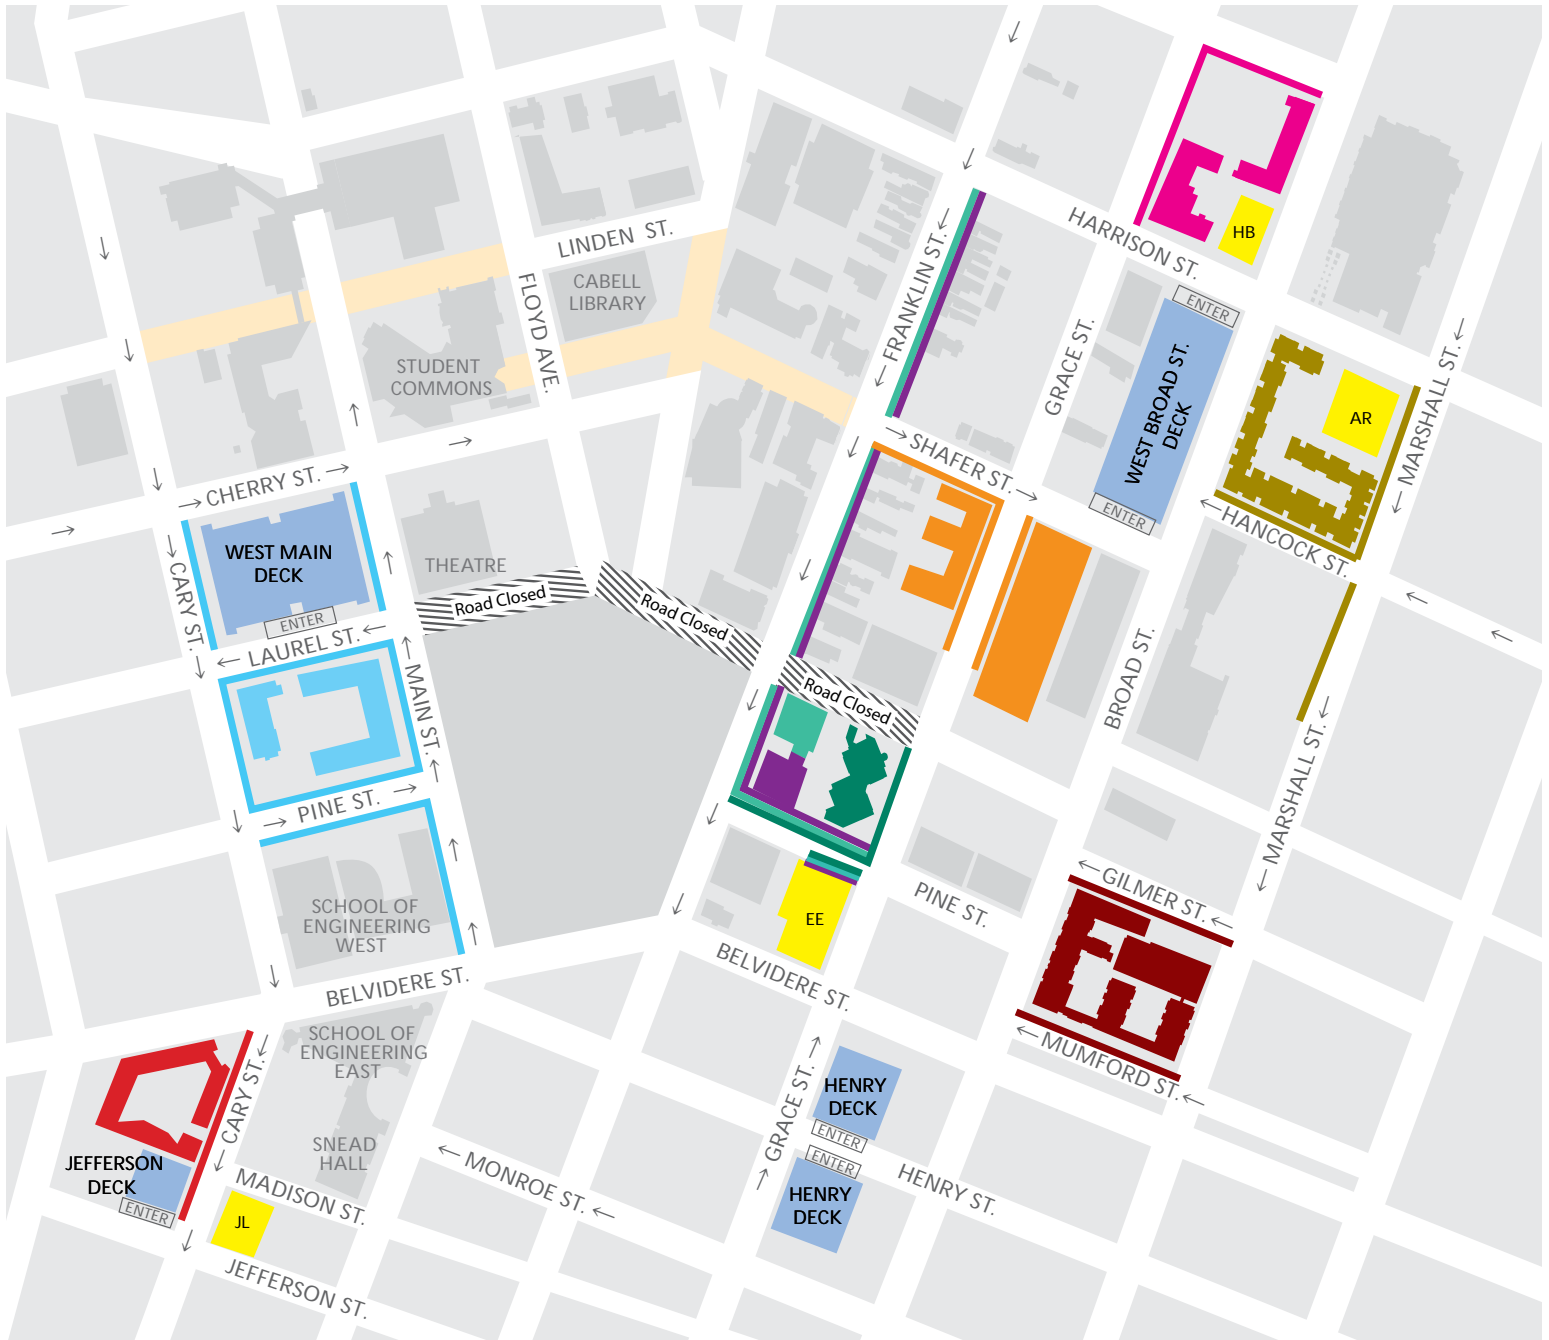 HARRISON ST.
HB
LINDEN ST.
CABELL
LIBRARY
FLOYD AVE.
FRANKLIN ST.
GRACE ST.
ENTER
WEST BROAD ST.
DECK
ENTER
MARSHALL ST.
AR
STUDENT
COMMONS
SHAFER ST.
CHERRY ST.
HANCOCK ST.
WEST MAIN
DECK
ENTER
THEATRE
CARY ST.
LAUREL ST.
Road Closed
Road Closed
Road Closed
MAIN ST.
BROAD ST.
MARSHALL ST.
PINE ST.
GILMER ST.
PINE ST.
EE
SCHOOL OF
ENGINEERING
WEST
BELVIDERE ST.
BELVIDERE ST.
SCHOOL OF
ENGINEERING
EAST
MUMFORD ST.
CARY ST.
GRACE ST.
HENRY
DECK
ENTER
ENTER
HENRY
DECK
HENRY ST.
SNEAD
HALL
MONROE ST.
JEFFERSON
DECK
ENTER
MADISON ST.
JL
JEFFERSON ST.